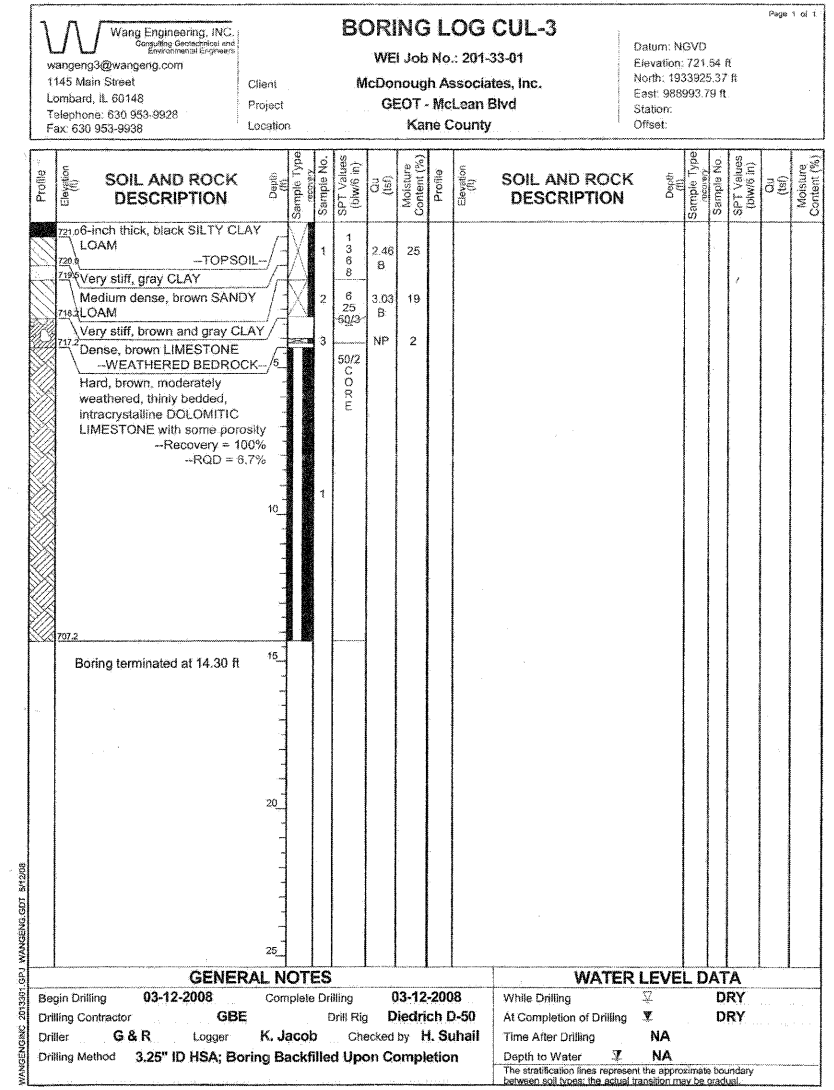 Page 1 of 1
Wang Engineering, INC.
Consulting Geotechnical and
Environmental Engineers
wangeng3@wangeng.com
1145 Main Street
Lombard, IL 60148
Telephone: 630 953-9928
Fax: 630 953-9938
BORING LOG CUL-3
WEI Job No.: 201-33-01
Client McDonough Associates, Inc.
Project GEOT - McLean Blvd
Location Kane County
Datum: NGVD
Elevation: 721.54 ft
North: 1933925.37 ft
East: 988993.79 ft
Station:
Offset:
Profile
Elevation (ft)
SOIL AND ROCK DESCRIPTION
Depth (ft)
Sample Type
recovery
Sample No.
SPT Values (blw/6 in)
Qu (tsf)
Moisture Content (%)
Profile
Elevation (ft)
SOIL AND ROCK DESCRIPTION
Depth (ft)
Sample Type
recovery
Sample No.
SPT Values (blw/6 in)
Qu (tsf)
Moisture Content (%)
721.0 6-inch thick, black SILTY CLAY
LOAM
--TOPSOIL--
Very stiff, gray CLAY
719.5
Medium dense, brown SANDY
LOAM
718.2
Very stiff, brown and gray CLAY
717.2
Dense, brown LIMESTONE
--WEATHERED BEDROCK--
Hard, brown, moderately
weathered, thinly bedded,
intracrystalline DOLOMITIC
LIMESTONE with some porosity
--Recovery = 100%
--RQD = 6.7%
707.2
Boring terminated at 14.30 ft
5
10
15
20
25
1
1
3
6
8
2.46
B
25
2
6
25
50/3
3.03
B
19
3
50/2
NP
2
C
O
R
E
1
GENERAL NOTES
Begin Drilling 03-12-2008 Complete Drilling 03-12-2008
Drilling Contractor GBE Drill Rig Diedrich D-50
Driller G & R Logger K. Jacob Checked by H. Suhail
Drilling Method 3.25" ID HSA; Boring Backfilled Upon Completion
WATER LEVEL DATA
While Drilling DRY
At Completion of Drilling DRY
Time After Drilling NA
Depth to Water NA
The stratification lines represent the approximate boundary
between soil types; the actual transition may be gradual.
WANGENGINC 2013301.GPJ WANGENG.GDT 5/12/08